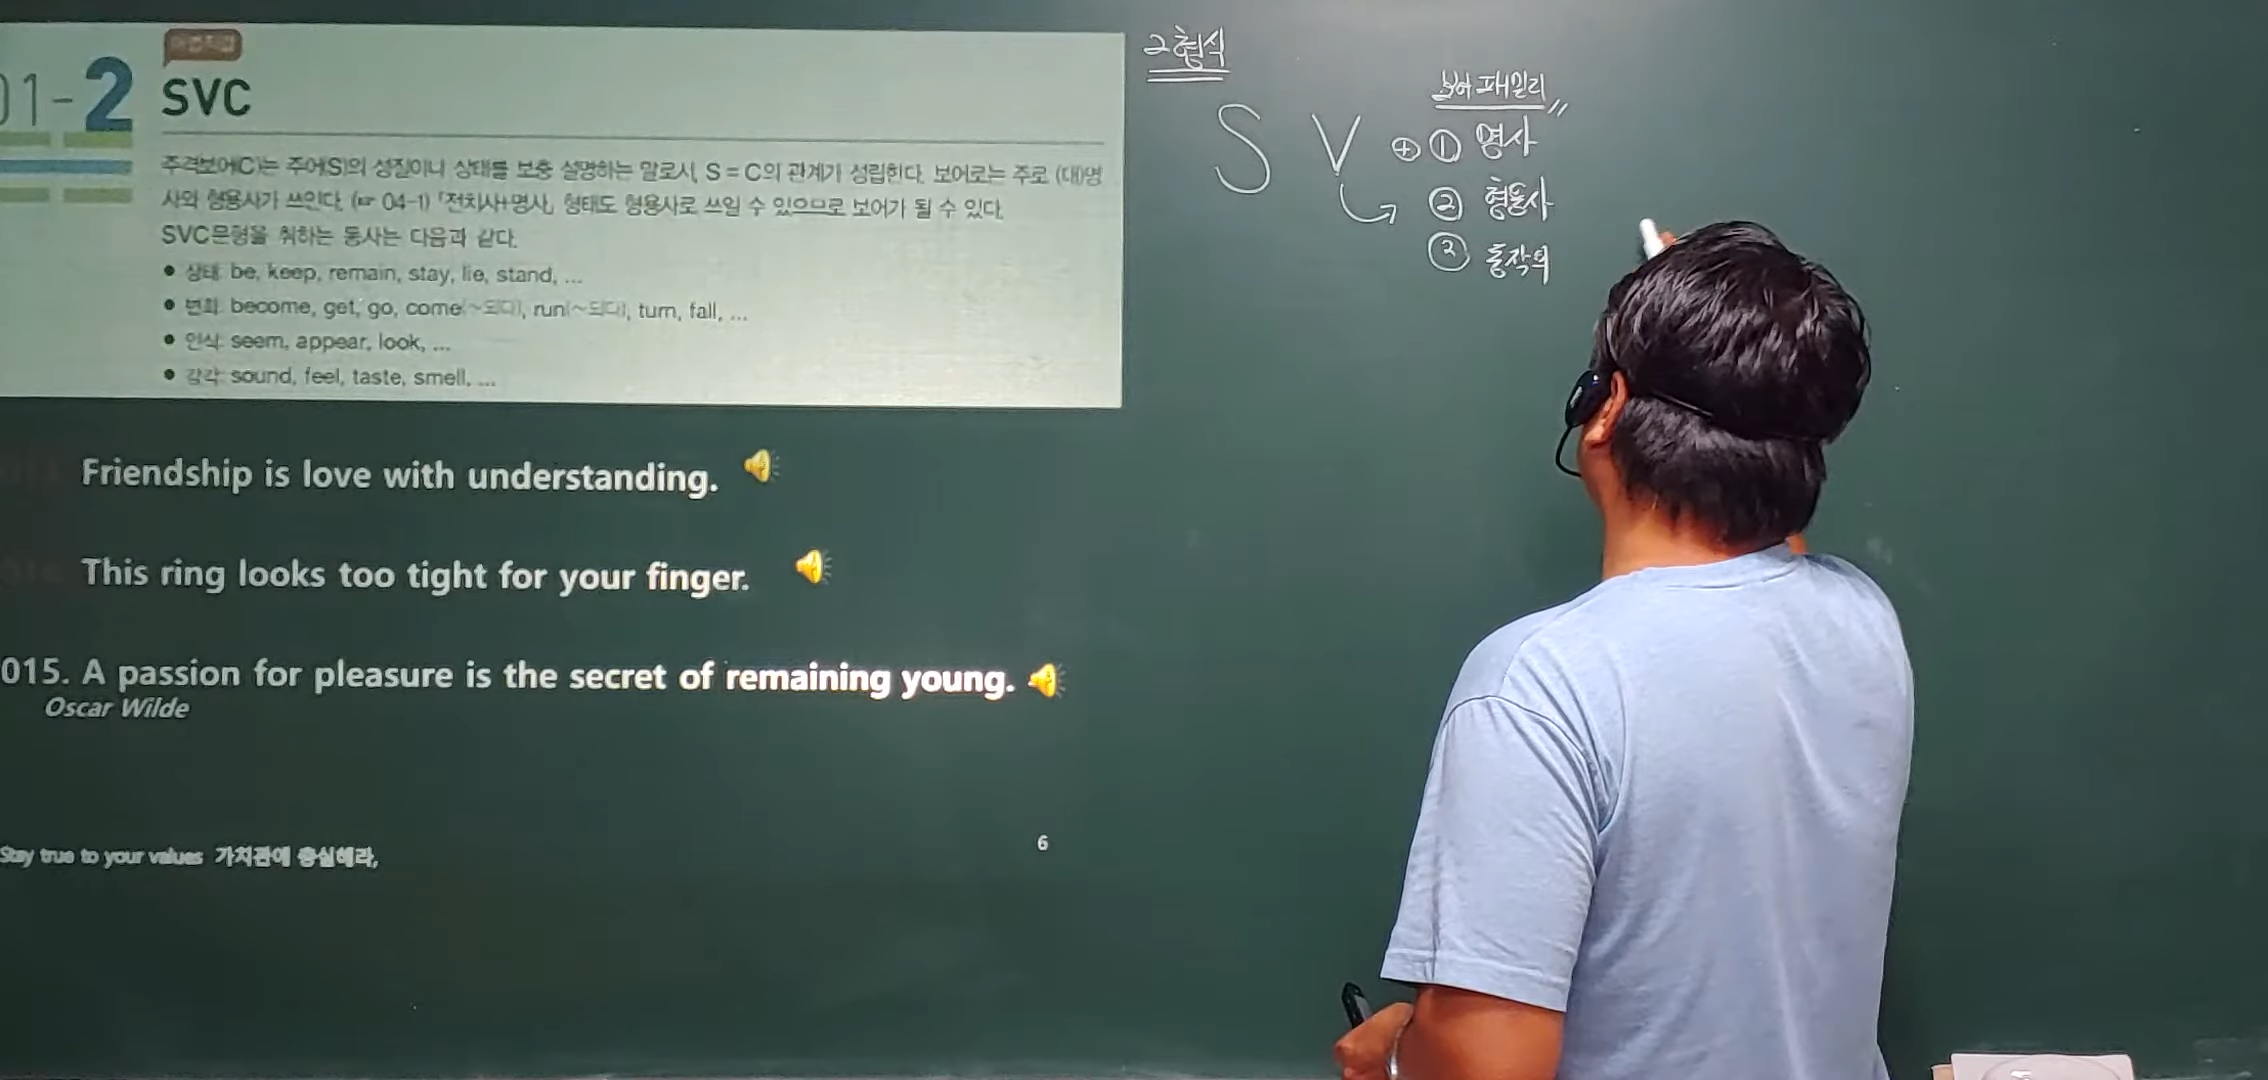 01-2
어법직결
SVC
주격보어(C)는 주어(S)의 성질이나 상태를 보충 설명하는 말로서, S = C의 관계가 성립한다. 보어로는 주로 (대)명
사와 형용사가 쓰인다. (☞ 04-1) 「전치사+명사」 형태도 형용사로 쓰일 수 있으므로 보어가 될 수 있다.
SVC문형을 취하는 동사는 다음과 같다.
● 상태: be, keep, remain, stay, lie, stand, ...
● 변화: become, get, go, come(~되다), run(~되다), turn, fall, ...
● 인식: seem, appear, look, ...
● 감각: sound, feel, taste, smell, ...
Friendship is love with understanding.
This ring looks too tight for your finger.
015. A passion for pleasure is the secret of remaining young.
Oscar Wilde
Stay true to your values 가치관에 충실해라,
6
2형식
보어 패밀리
S V + ① 명사
② 형용사
③ 동작의